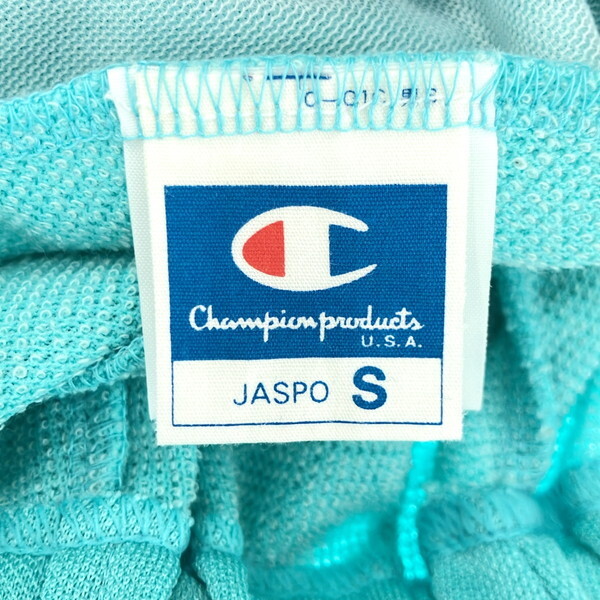 Champion products
U.S.A.
JASPO S